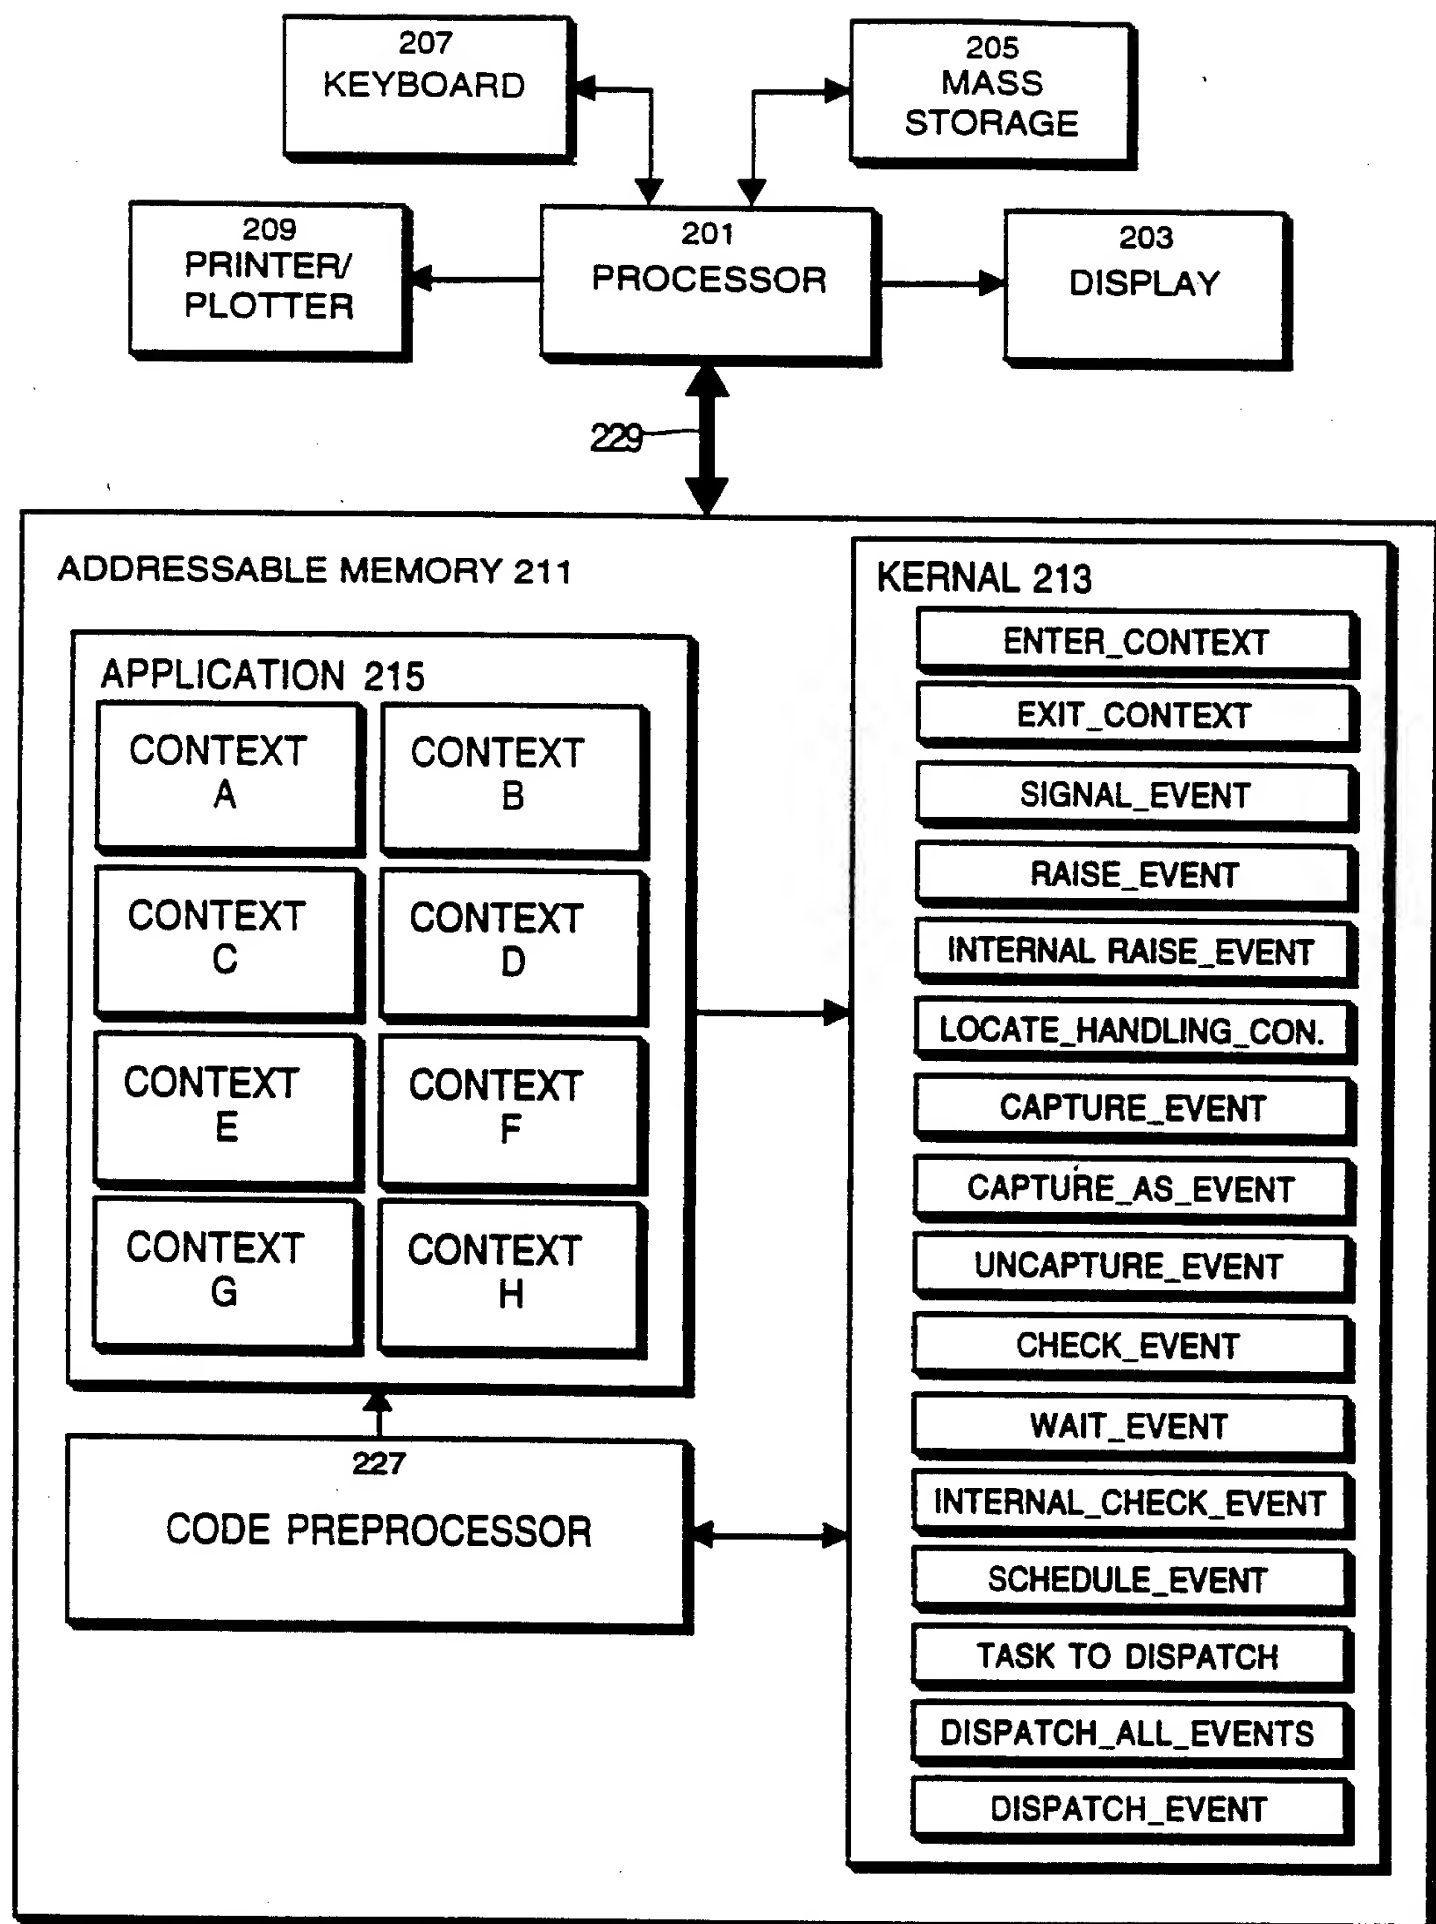 207
KEYBOARD
205
MASS
STORAGE
209
PRINTER/
PLOTTER
201
PROCESSOR
203
DISPLAY
229
ADDRESSABLE MEMORY 211
APPLICATION 215
CONTEXT
A
CONTEXT
B
CONTEXT
C
CONTEXT
D
CONTEXT
E
CONTEXT
F
CONTEXT
G
CONTEXT
H
227
CODE PREPROCESSOR
KERNAL 213
ENTER_CONTEXT
EXIT_CONTEXT
SIGNAL_EVENT
RAISE_EVENT
INTERNAL RAISE_EVENT
LOCATE_HANDLING_CON.
CAPTURE_EVENT
CAPTURE_AS_EVENT
UNCAPTURE_EVENT
CHECK_EVENT
WAIT_EVENT
INTERNAL_CHECK_EVENT
SCHEDULE_EVENT
TASK TO DISPATCH
DISPATCH_ALL_EVENTS
DISPATCH_EVENT